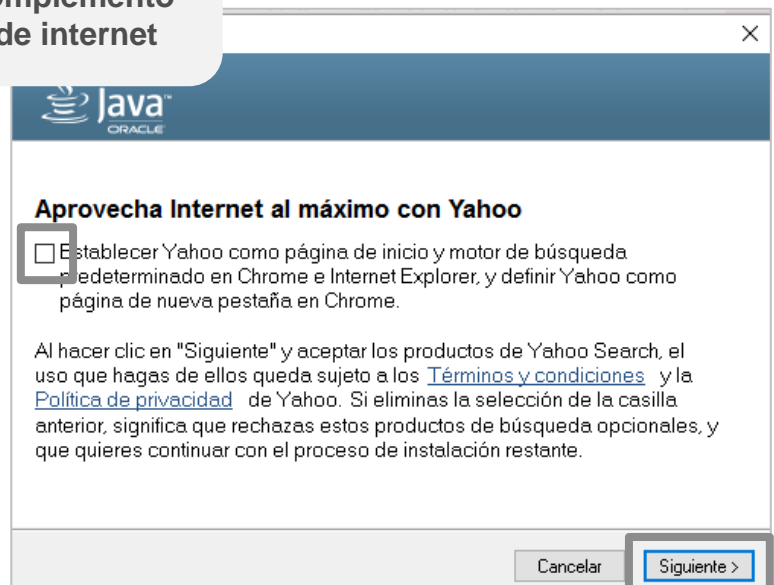 de internet
Java
ORACLE
Aprovecha Internet al máximo con Yahoo
Establecer Yahoo como página de inicio y motor de búsqueda
predeterminado en Chrome e Internet Explorer, y definir Yahoo como
página de nueva pestaña en Chrome.
Al hacer clic en "Siguiente" y aceptar los productos de Yahoo Search, el
uso que hagas de ellos queda sujeto a los Términos y condiciones y la
Política de privacidad de Yahoo. Si eliminas la selección de la casilla
anterior, significa que rechazas estos productos de búsqueda opcionales, y
que quieres continuar con el proceso de instalación restante.
Cancelar
Siguiente >